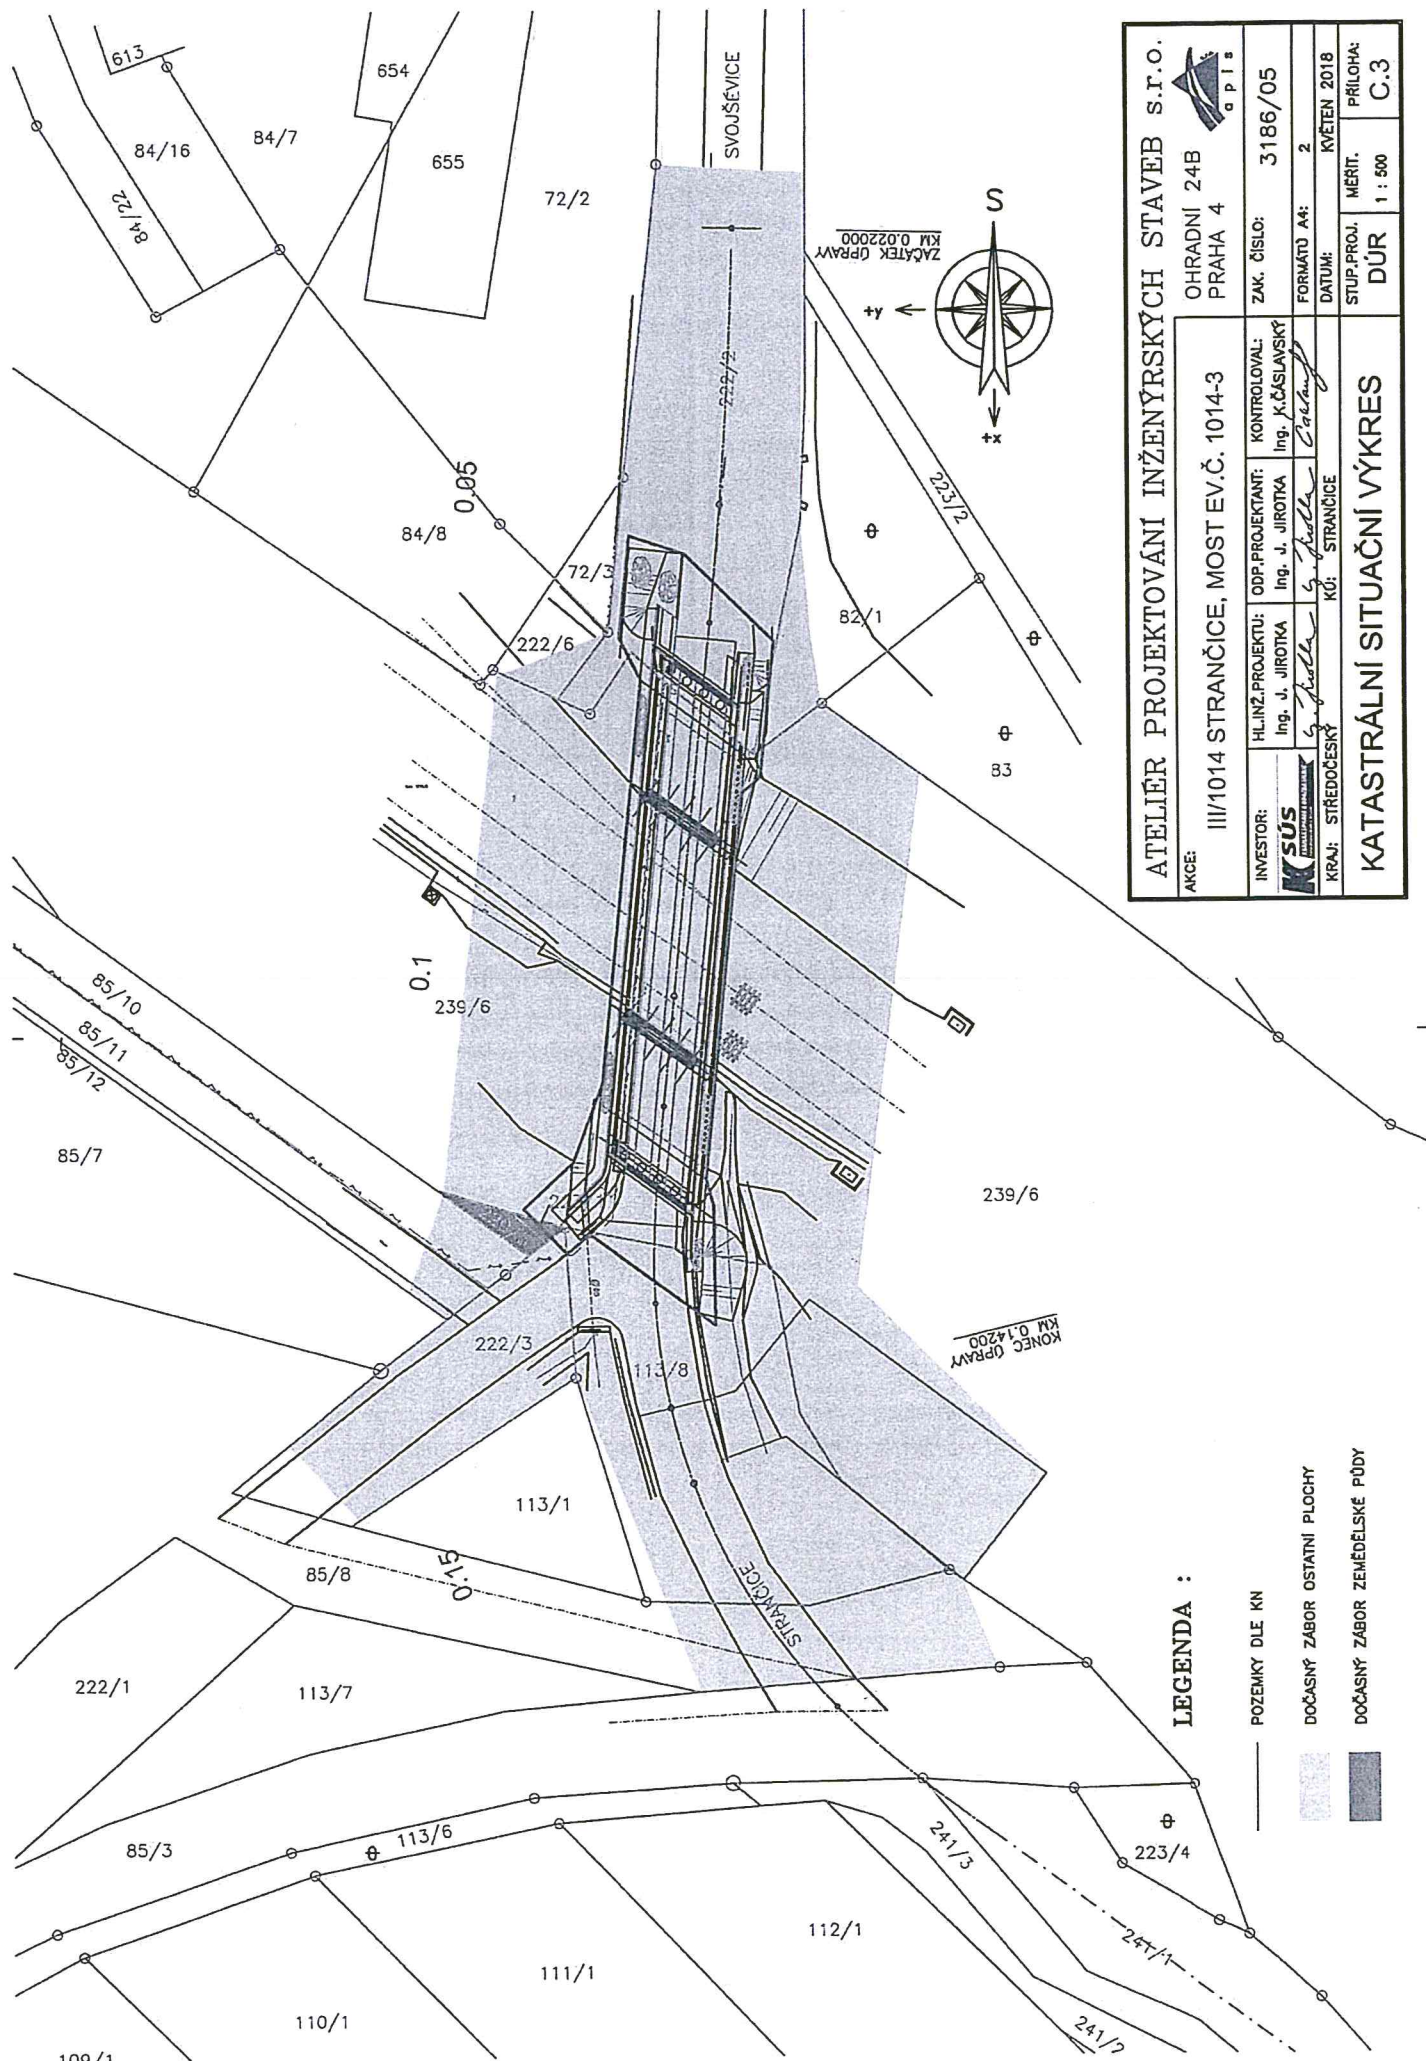 613
654
84/16
84/7
655
84/22
72/2
SVOJŠEVICE
ZAČÁTEK ÚPRAVY
KM 0.022000
S
+y
+x
222/2
0.05
84/8
72/3
222/6
82/1
223/2
83
0.1
239/6
85/10
85/11
85/12
85/7
239/6
222/3
113/8
KONEC ÚPRAVY
KM 0.14200
113/1
0.15
85/8
STRANČICE
222/1
113/7
85/3
113/6
241/3
223/4
112/1
241/1
111/1
110/1
241/2
109/1
LEGENDA :
POZEMKY DLE KN
DOČASNÝ ZÁBOR OSTATNÍ PLOCHY
DOČASNÝ ZÁBOR ZEMĚDĚLSKÉ PŮDY
ATELIÉR PROJEKTOVÁNÍ INŽENÝRSKÝCH STAVEB s.r.o.
AKCE:
III/1014 STRANČICE, MOST EV.Č. 1014-3
OHRADNÍ 24B
PRAHA 4
apis
INVESTOR:
KSÚS
HL.INŽ.PROJEKTU:
Ing. J. JIROTKA
ODP.PROJEKTANT:
Ing. J. JIROTKA
KONTROLOVAL:
Ing. K.ČÁSLAVSKÝ
ZAK. ČÍSLO:
3186/05
KRAJ: STŘEDOČESKÝ
KÚ: STRANČICE
FORMÁTŮ A4: 2
DATUM: KVĚTEN 2018
KATASTRÁLNÍ SITUAČNÍ VÝKRES
STUP.PROJ.
DÚR
MĚŘIT.
1 : 500
PŘÍLOHA:
C.3